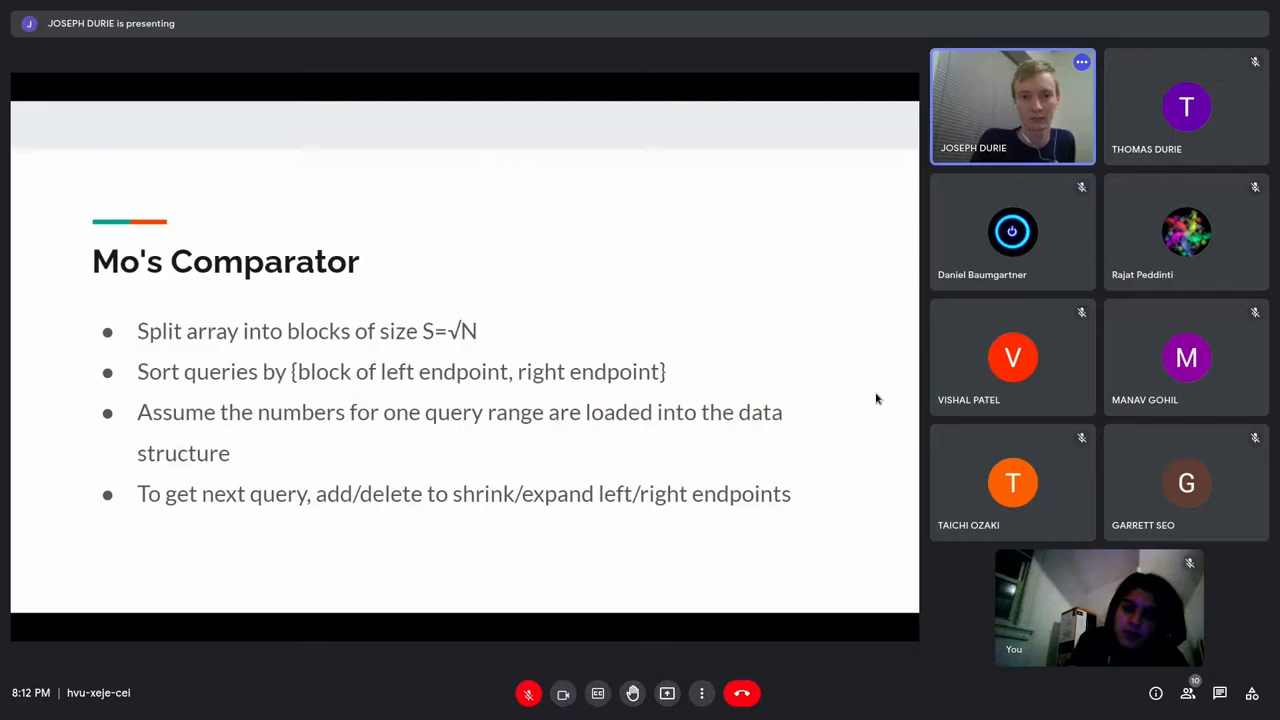 J JOSEPH DURIE is presenting
Mo's Comparator
● Split array into blocks of size S=√N
● Sort queries by {block of left endpoint, right endpoint}
● Assume the numbers for one query range are loaded into the data
structure
● To get next query, add/delete to shrink/expand left/right endpoints
JOSEPH DURIE
T
THOMAS DURIE
Daniel Baumgartner
Rajat Peddinti
V
VISHAL PATEL
M
MANAV GOHIL
T
TAICHI OZAKI
G
GARRETT SEO
You
8:12 PM | hvu-xeje-cei
CC
10